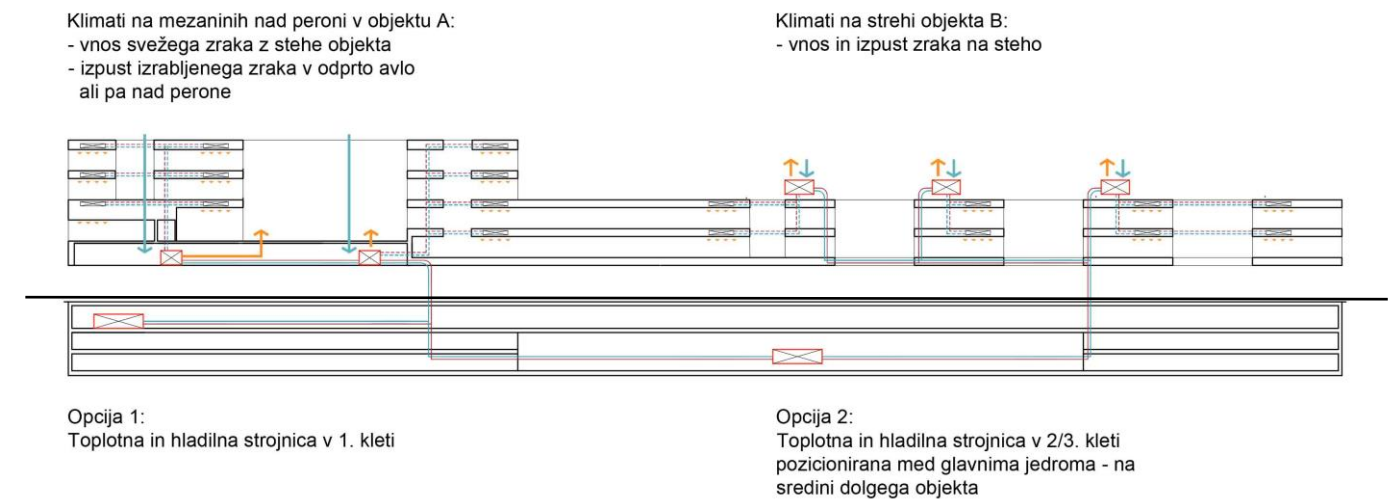 Klimati na mezaninih nad peroni v objektu A:
- vnos svežega zraka z stehe objekta
- izpust izrabljenega zraka v odprto avlo
ali pa nad perone
Klimati na strehi objekta B:
- vnos in izpust zraka na steho
Opcija 1:
Toplotna in hladilna strojnica v 1. kleti
Opcija 2:
Toplotna in hladilna strojnica v 2/3. kleti
pozicionirana med glavnima jedroma - na
sredini dolgega objekta